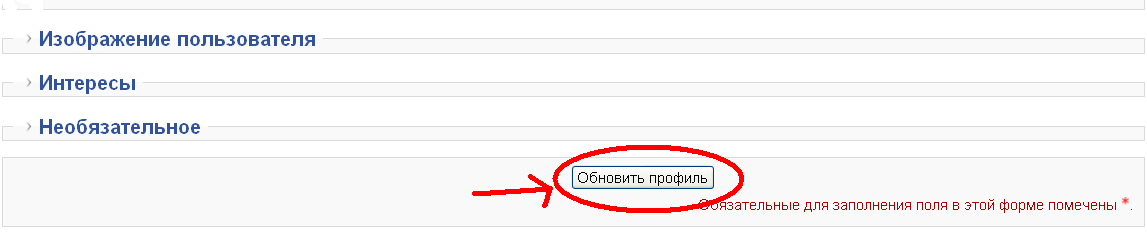 Изображение пользователя
Интересы
Необязательное
Обновить профиль
Обязательные для заполнения поля в этой форме помечены *.